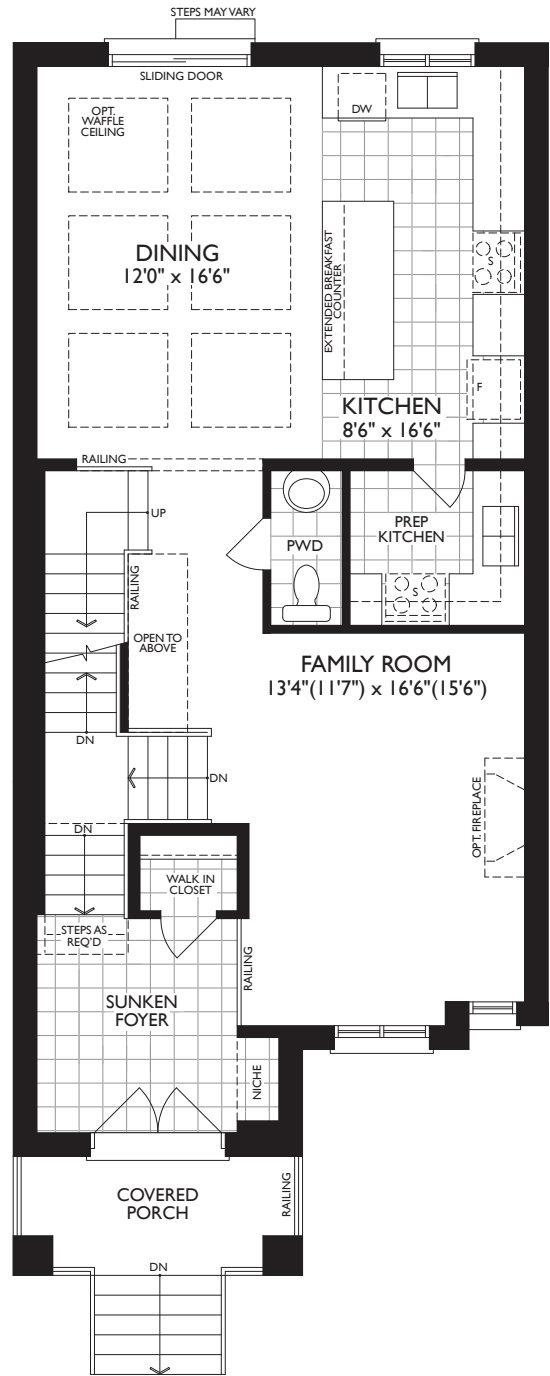 STEPS MAY VARY
SLIDING DOOR
OPT.
WAFFLE
CEILING
DW
DINING
12'0" x 16'6"
EXTENDED BREAKFAST
COUNTER
S
F
KITCHEN
8'6" x 16'6"
RAILING
UP
PWD
PREP
KITCHEN
S
RAILING
OPEN TO
ABOVE
FAMILY ROOM
13'4"(11'7") x 16'6"(15'6")
DN
DN
OPT. FIREPLACE
DN
WALK IN
CLOSET
STEPS AS
REQ'D
RAILING
SUNKEN
FOYER
NICHE
COVERED
PORCH
RAILING
DN